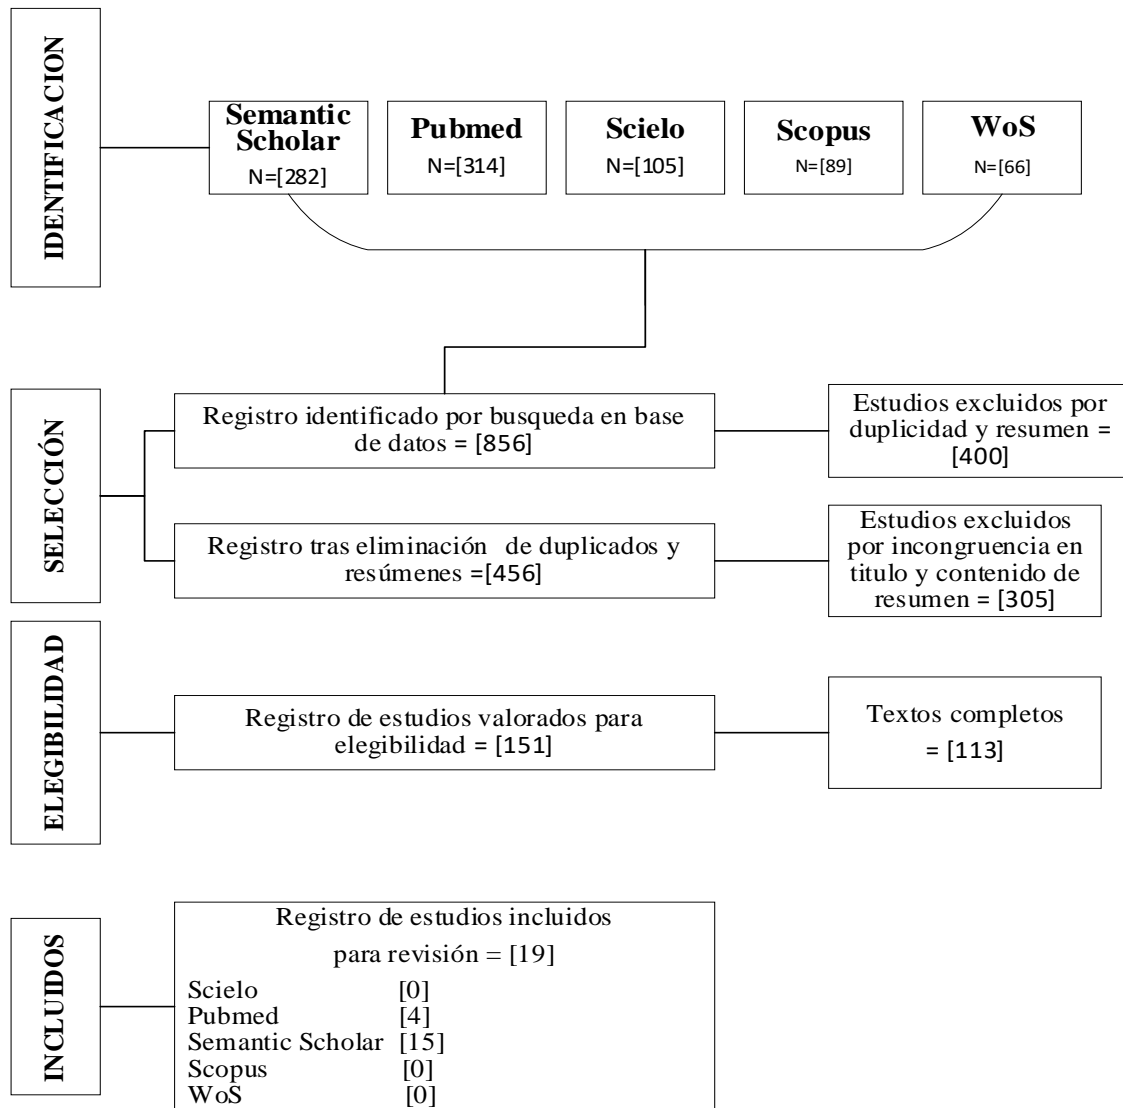 IDENTIFICACION
Semantic
Scholar
N=[282]
Pubmed
N=[314]
Scielo
N=[105]
Scopus
N=[89]
WoS
N=[66]
SELECCIÓN
Registro identificado por busqueda en base
de datos = [856]
Estudios excluidos por
duplicidad y resumen =
[400]
Registro tras eliminación de duplicados y
resúmenes =[456]
Estudios excluidos
por incongruencia en
titulo y contenido de
resumen = [305]
ELEGIBILIDAD
Registro de estudios valorados para
elegibilidad = [151]
Textos completos
= [113]
INCLUIDOS
Registro de estudios incluidos
para revisión = [19]
Scielo [0]
Pubmed [4]
Semantic Scholar [15]
Scopus [0]
WoS [0]